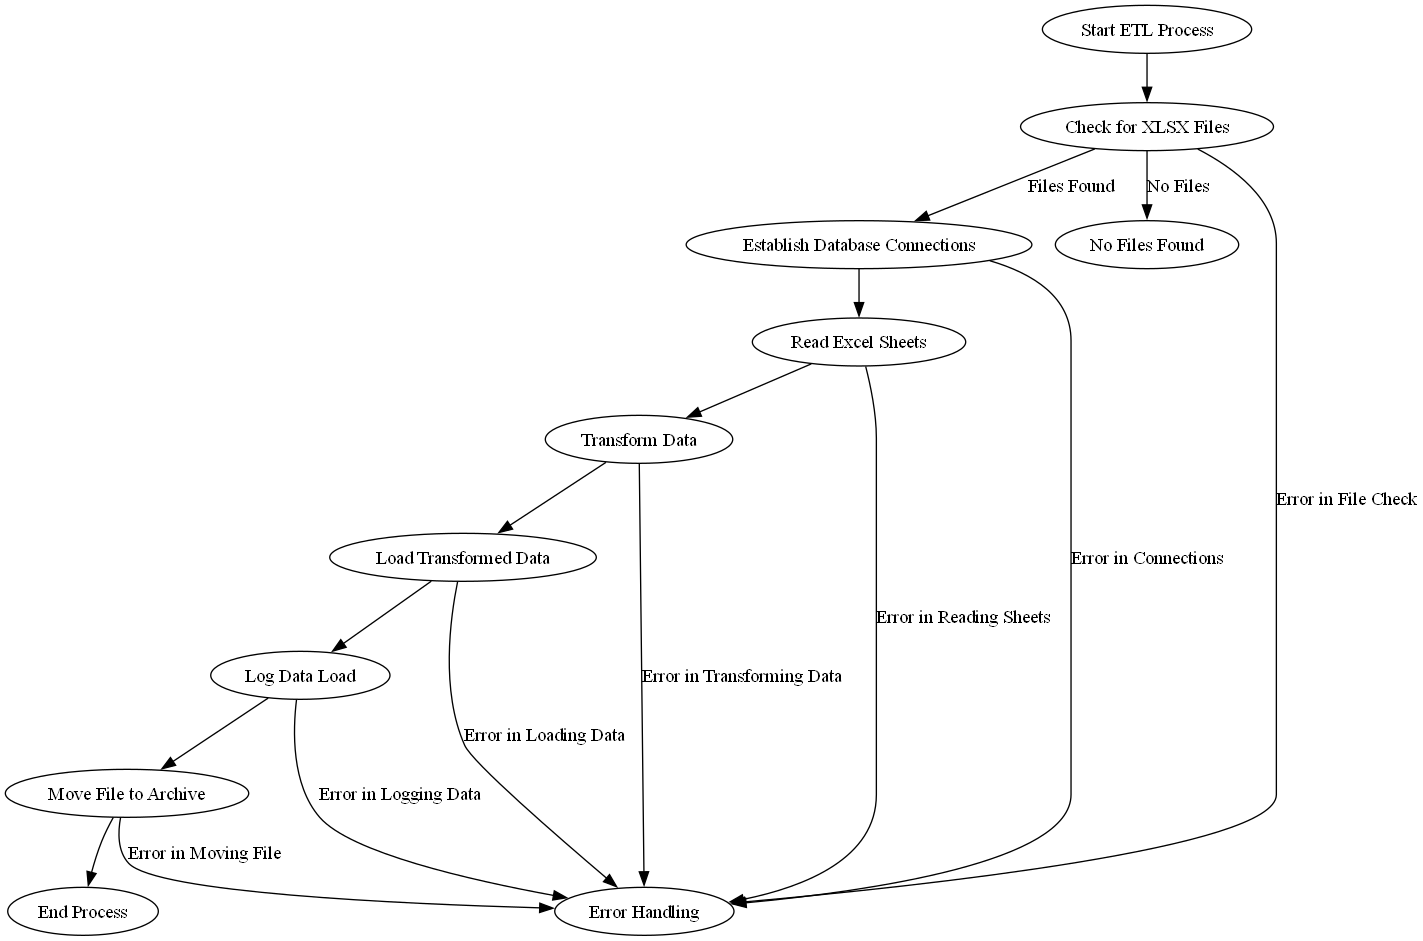 Start ETL Process
Check for XLSX Files
Files Found
No Files
Establish Database Connections
No Files Found
Read Excel Sheets
Transform Data
Error in File Check
Load Transformed Data
Error in Connections
Error in Reading Sheets
Log Data Load
Error in Transforming Data
Error in Loading Data
Move File to Archive
Error in Logging Data
Error in Moving File
End Process
Error Handling